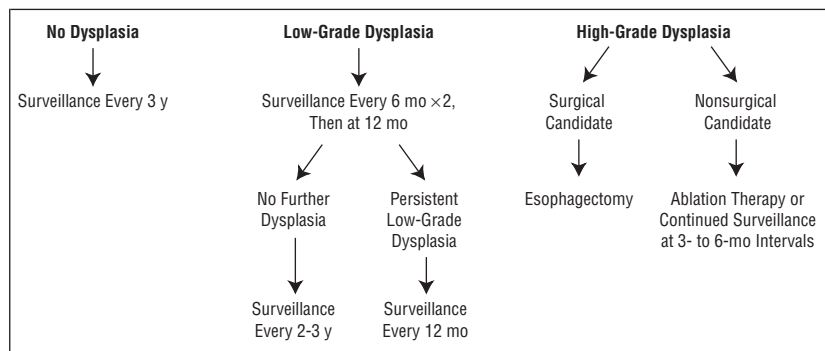 No Dysplasia
Surveillance Every 3 y
Low-Grade Dysplasia
Surveillance Every 6 mo ×2,
Then at 12 mo
No Further
Dysplasia
Surveillance
Every 2-3 y
Persistent
Low-Grade
Dysplasia
Surveillance
Every 12 mo
High-Grade Dysplasia
Surgical
Candidate
Esophagectomy
Nonsurgical
Candidate
Ablation Therapy or
Continued Surveillance
at 3- to 6-mo Intervals